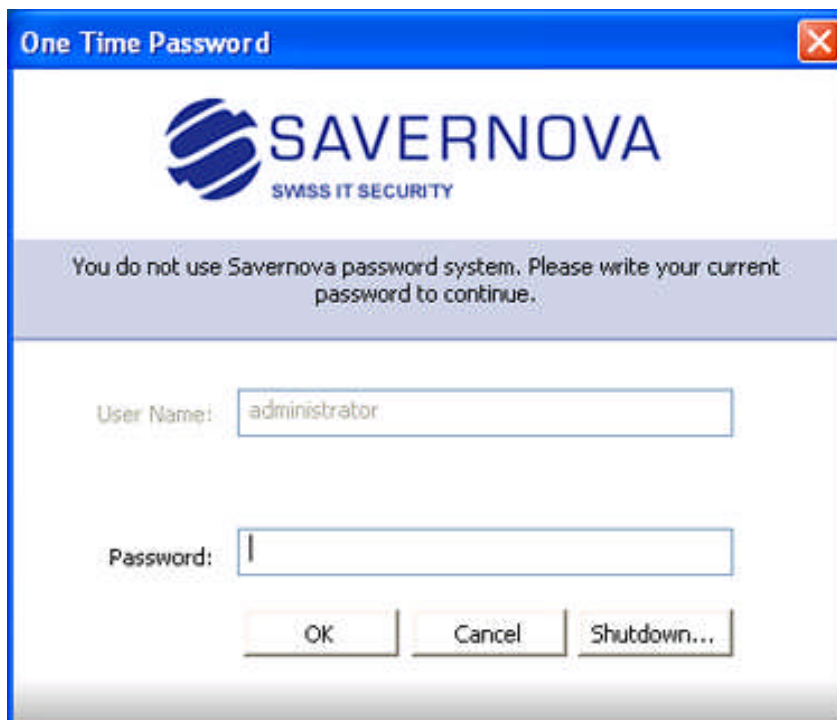 One Time Password
SAVERNOVA
SWISS IT SECURITY
You do not use Savernova password system. Please write your current
password to continue.
User Name: administrator
Password:
OK Cancel Shutdown...